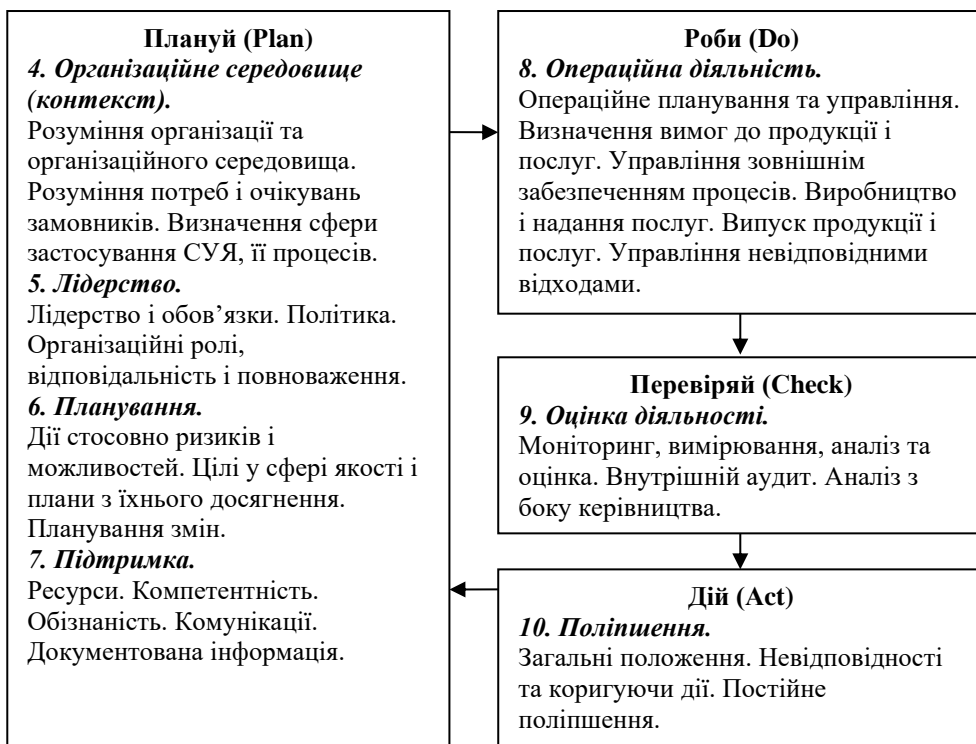 Плануй (Plan)
4. Організаційне середовище
(контекст).
Розуміння організації та
організаційного середовища.
Розуміння потреб і очікувань
замовників. Визначення сфери
застосування СУЯ, її процесів.
5. Лідерство.
Лідерство і обов’язки. Політика.
Організаційні ролі,
відповідальність і повноваження.
6. Планування.
Дії стосовно ризиків і
можливостей. Цілі у сфері якості і
плани з їхнього досягнення.
Планування змін.
7. Підтримка.
Ресурси. Компетентність.
Обізнаність. Комунікації.
Документована інформація.
Роби (Do)
8. Операційна діяльність.
Операційне планування та управління.
Визначення вимог до продукції і
послуг. Управління зовнішнім
забезпеченням процесів. Виробництво
і надання послуг. Випуск продукції і
послуг. Управління невідповідними
відходами.
Перевіряй (Check)
9. Оцінка діяльності.
Моніторинг, вимірювання, аналіз та
оцінка. Внутрішній аудит. Аналіз з
боку керівництва.
Дій (Act)
10. Поліпшення.
Загальні положення. Невідповідності
та коригуючи дії. Постійне
поліпшення.